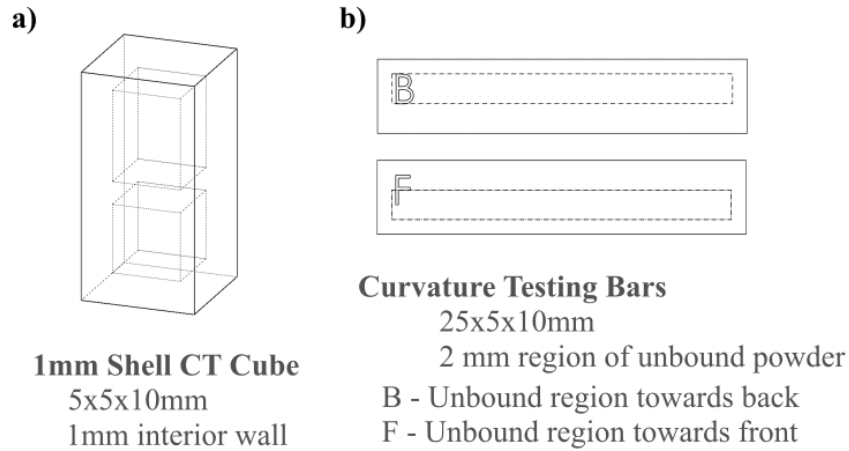 a)
1mm Shell CT Cube
5x5x10mm
1mm interior wall
b)
B
F
Curvature Testing Bars
25x5x10mm
2 mm region of unbound powder
B - Unbound region towards back
F - Unbound region towards front